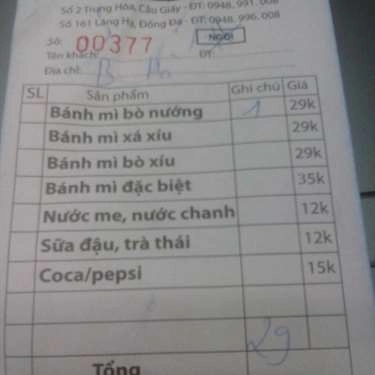 Số 2 Trung Hòa, Cầu Giấy - ĐT: 0948. 991. 008
Số 161 Láng Hạ, Đống Đa - ĐT: 0948. 996. 008
Số: 00377 NGỒI
Tên khách: ĐT:
Địa chỉ:
SL Sản phẩm Ghi chú Giá
Bánh mì bò nướng 1 29k
Bánh mì xá xíu 29k
Bánh mì bò xíu 29k
Bánh mì đặc biệt 35k
Nước me, nước chanh 12k
Sữa đậu, trà thái 12k
Coca/pepsi 15k
29
Tổng